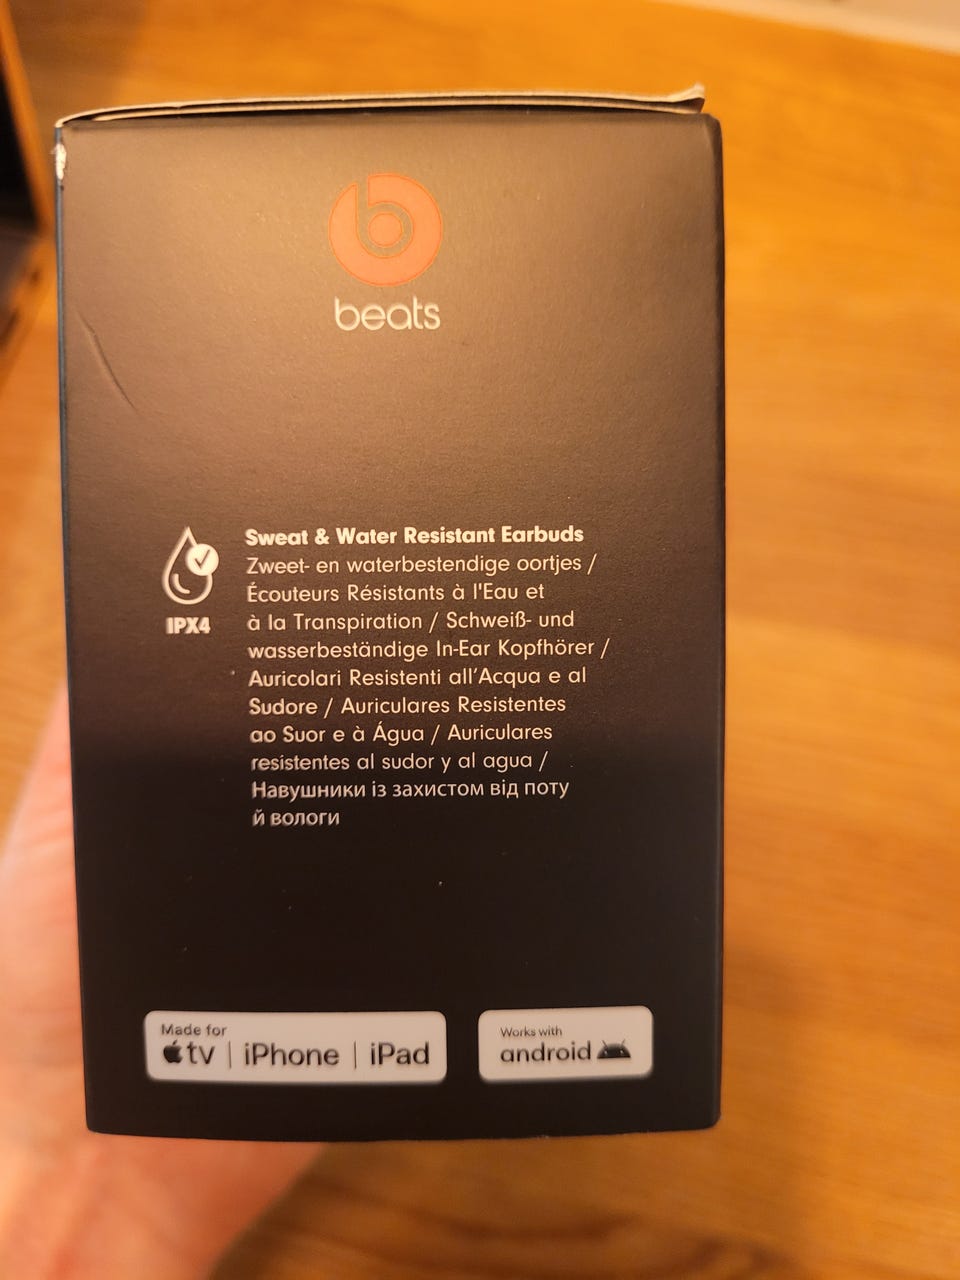 beats
Sweat & Water Resistant Earbuds
Zweet- en waterbestendige oortjes /
Écouteurs Résistants à l'Eau et
à la Transpiration / Schweiß- und
wasserbeständige In-Ear Kopfhörer /
Auricolari Resistenti all’Acqua e al
Sudore / Auriculares Resistentes
ao Suor e à Água / Auriculares
resistentes al sudor y al agua /
Навушники із захистом від поту
й вологи
IPX4
Made for
tv | iPhone | iPad
Works with
android